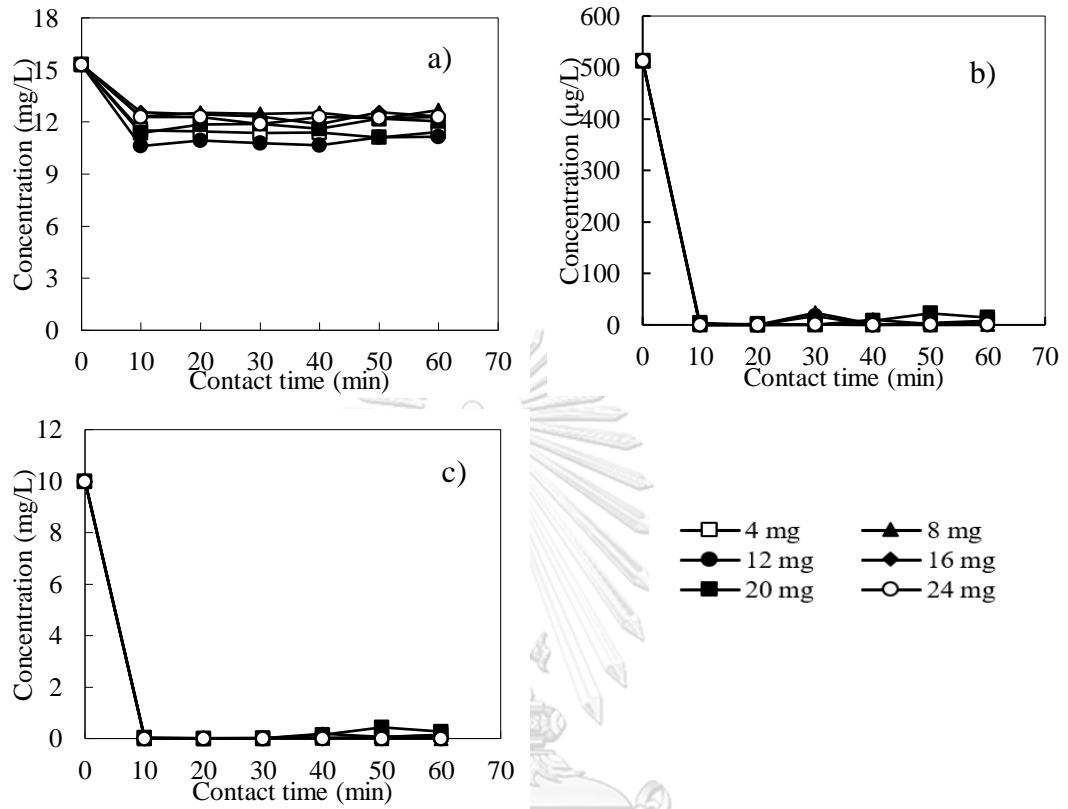 18
15
12
9
6
3
0
Concentration (mg/L)
a)
0 10 20 30 40 50 60 70
Contact time (min)
600
500
400
300
200
100
0
Concentration (µg/L)
b)
0 10 20 30 40 50 60 70
Contact time (min)
12
10
8
6
4
2
0
Concentration (mg/L)
c)
0 10 20 30 40 50 60 70
Contact time (min)
4 mg 8 mg
12 mg 16 mg
20 mg 24 mg